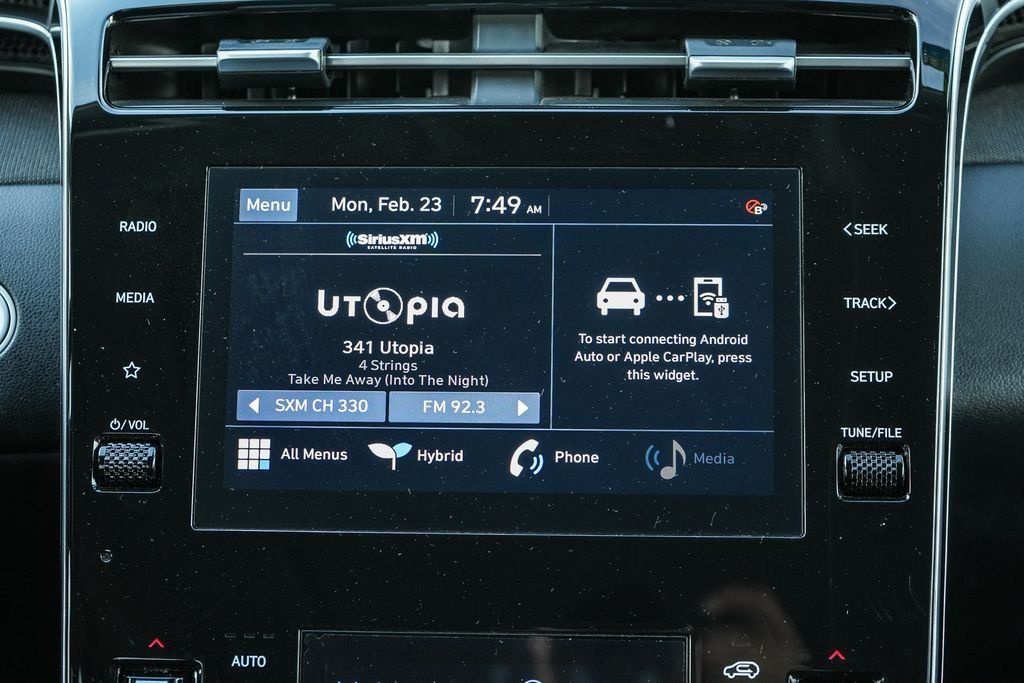 Menu
Mon, Feb. 23
7:49 AM
B
RADIO
MEDIA
⏻/VOL
((SiriusXM))
SATELLITE RADIO
UTOPIA
341 Utopia
4 Strings
Take Me Away (Into The Night)
SXM CH 330
FM 92.3
To start connecting Android
Auto or Apple CarPlay, press
this widget.
All Menus
Hybrid
Phone
Media
<SEEK
TRACK>
SETUP
TUNE/FILE
AUTO